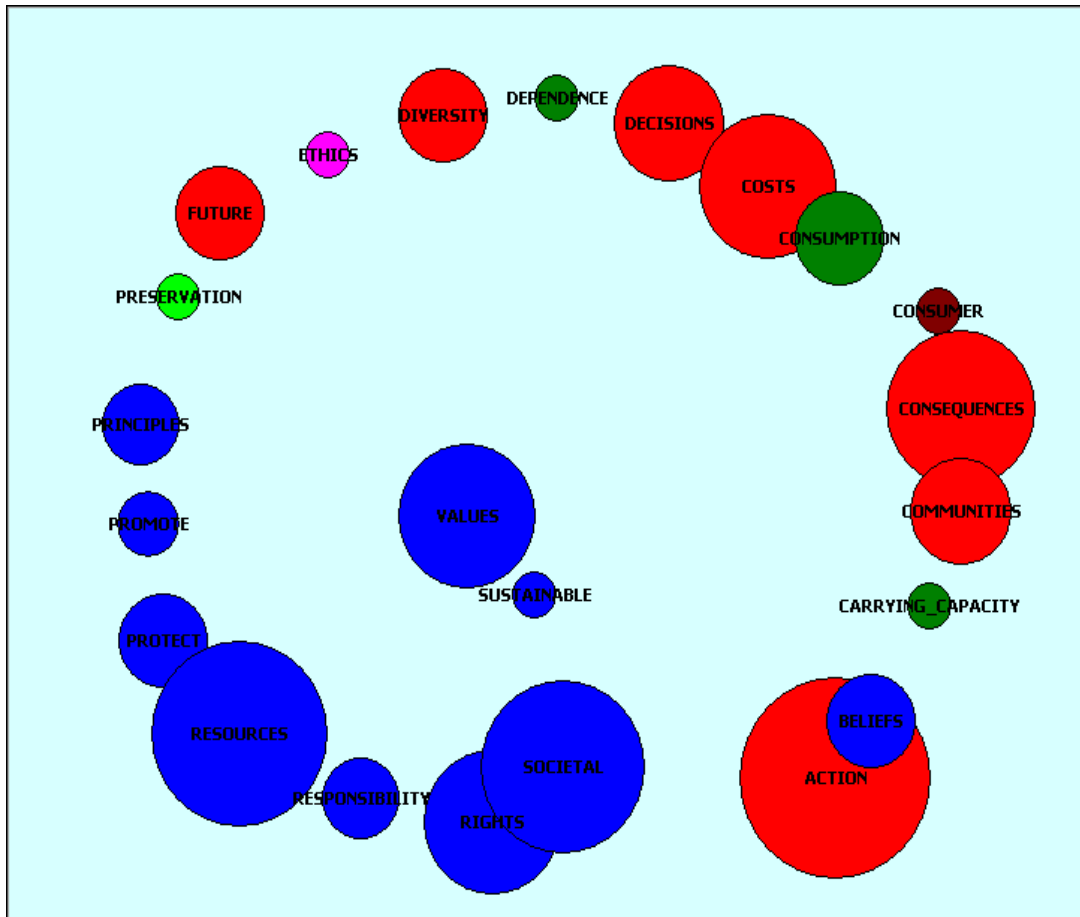 DEPENDENCE
DIVERSITY
DECISIONS
ETHICS
COSTS
FUTURE
CONSUMPTION
PRESERVATION
CONSUMER
CONSEQUENCES
PRINCIPLES
COMMUNITIES
VALUES
PROMOTE
SUSTAINABLE
CARRYING_CAPACITY
PROTECT
BELIEFS
RESOURCES
SOCIETAL
ACTION
RESPONSIBILITY
RIGHTS